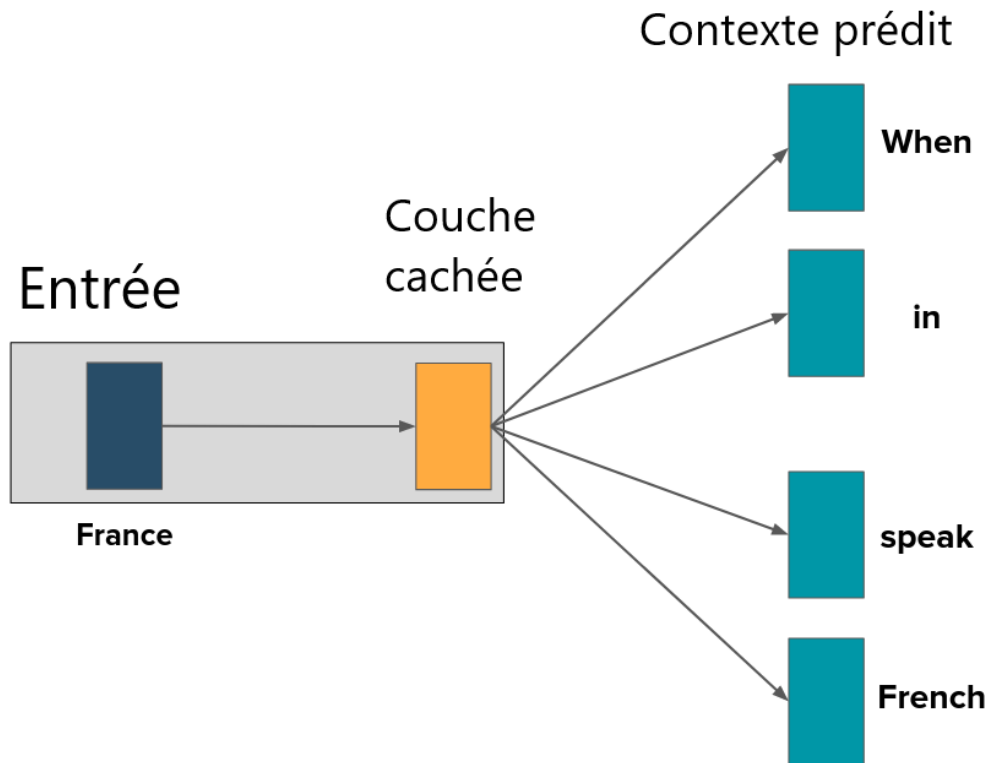 Contexte prédit
When
Couche
cachée
Entrée
in
France
speak
French